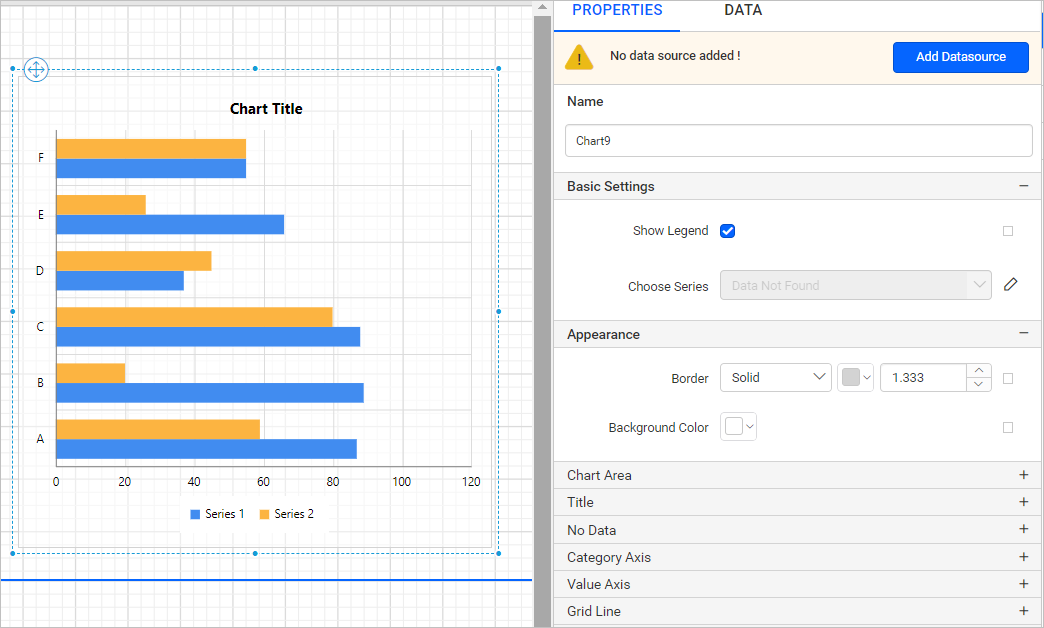 PROPERTIES DATA
No data source added !
Add Datasource
Name
Chart9
Basic Settings
Show Legend
Choose Series
Data Not Found
Appearance
Border
Solid
1.333
Background Color
Chart Area
Title
No Data
Category Axis
Value Axis
Grid Line
Chart Title
F
E
D
C
B
A
0 20 40 60 80 100 120
Series 1 Series 2